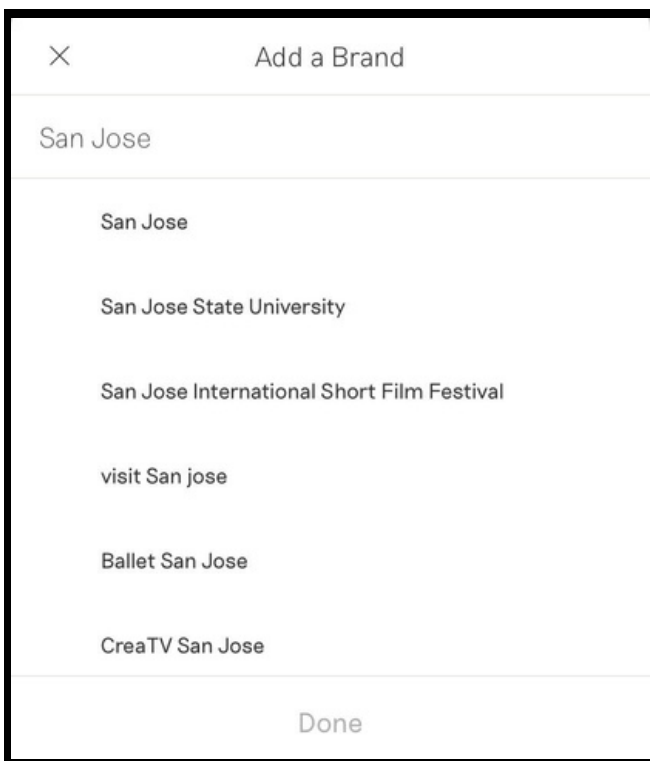 Add a Brand
San Jose
San Jose
San Jose State University
San Jose International Short Film Festival
visit San jose
Ballet San Jose
CreaTV San Jose
Done